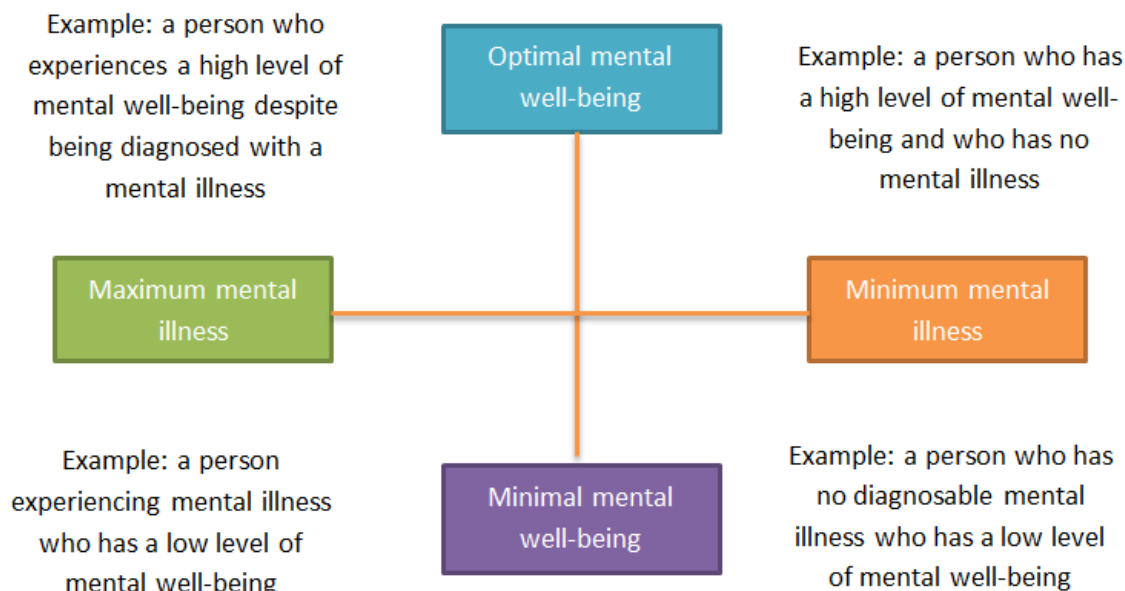 Example: a person who
experiences a high level of
mental well-being despite
being diagnosed with a
mental illness
Optimal mental
well-being
Example: a person who has
a high level of mental well-
being and who has no
mental illness
Maximum mental
illness
Minimum mental
illness
Example: a person
experiencing mental illness
who has a low level of
mental well-being
Minimal mental
well-being
Example: a person who has
no diagnosable mental
illness who has a low level
of mental well-being